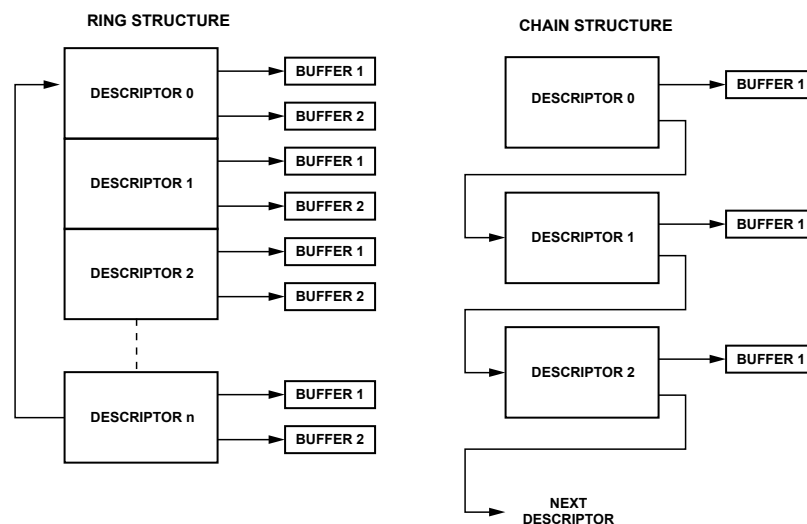 RING STRUCTURE
DESCRIPTOR 0
BUFFER 1
BUFFER 2
DESCRIPTOR 1
BUFFER 1
BUFFER 2
DESCRIPTOR 2
BUFFER 1
BUFFER 2
DESCRIPTOR n
BUFFER 1
BUFFER 2
CHAIN STRUCTURE
DESCRIPTOR 0
BUFFER 1
DESCRIPTOR 1
BUFFER 1
DESCRIPTOR 2
BUFFER 1
NEXT
DESCRIPTOR